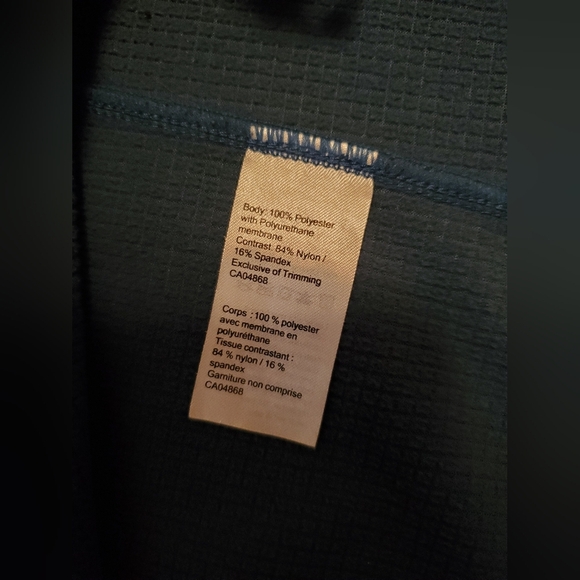 Body: 100% Polyester
with Polyurethane
membrane
Contrast: 84% Nylon /
16% Spandex
Exclusive of Trimming
CA04868
Corps : 100 % polyester
avec membrane en
polyuréthane
Tissue contrastant :
84 % nylon / 16 %
spandex
Garniture non comprise
CA04868